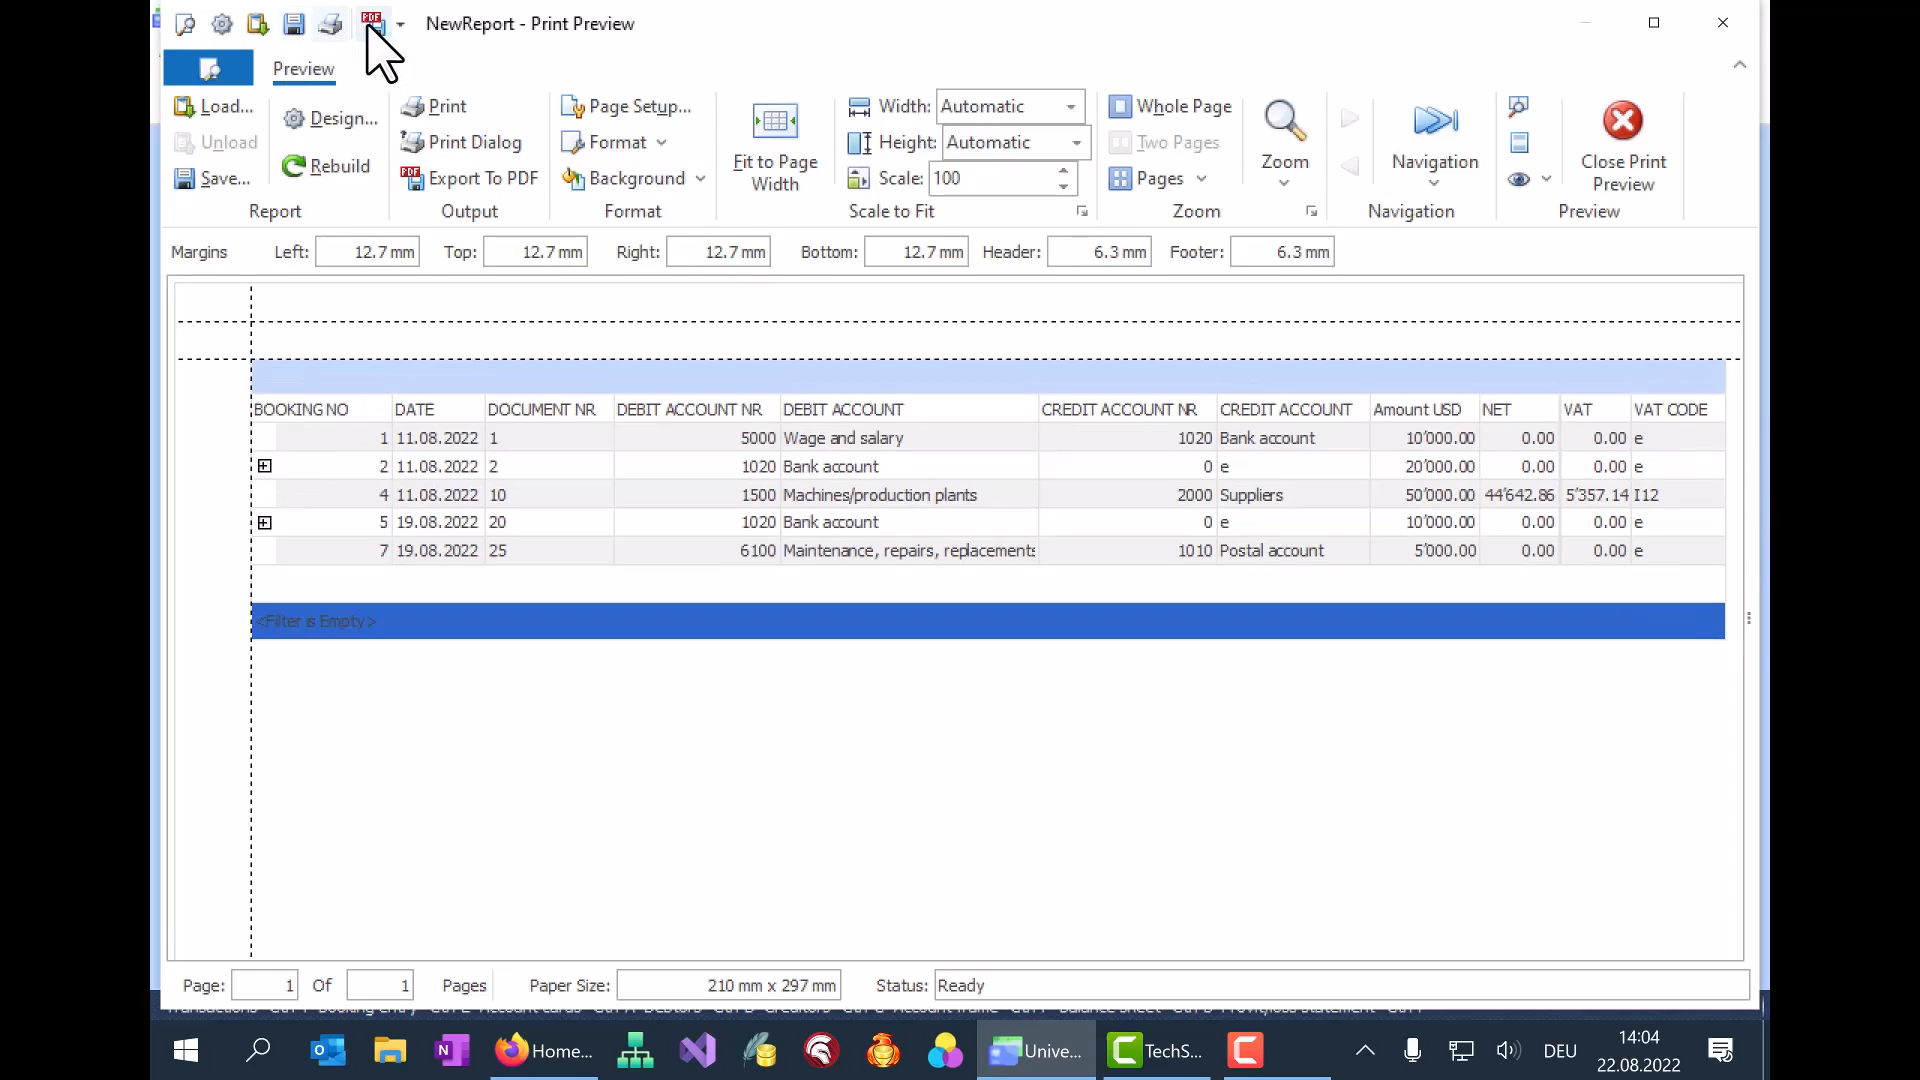 NewReport - Print Preview
Preview
Load...
Unload
Save...
Report
Design...
Rebuild
Print
Print Dialog
PDF Export To PDF
Output
Page Setup...
Format
Background
Format
Fit to Page
Width
Width: Automatic
Height: Automatic
Scale: 100
Scale to Fit
Whole Page
Two Pages
Pages
Zoom
Zoom
Navigation
Navigation
Close Print
Preview
Preview
Margins Left: 12.7 mm Top: 12.7 mm Right: 12.7 mm Bottom: 12.7 mm Header: 6.3 mm Footer: 6.3 mm
BOOKING NO DATE DOCUMENT NR DEBIT ACCOUNT NR DEBIT ACCOUNT CREDIT ACCOUNT NR CREDIT ACCOUNT Amount USD NET VAT VAT CODE
1 11.08.2022 1 5000 Wage and salary 1020 Bank account 10'000.00 0.00 0.00 e
2 11.08.2022 2 1020 Bank account 0 e 20'000.00 0.00 0.00 e
4 11.08.2022 10 1500 Machines/production plants 2000 Suppliers 50'000.00 44'642.86 5'357.14 I12
5 19.08.2022 20 1020 Bank account 0 e 10'000.00 0.00 0.00 e
7 19.08.2022 25 6100 Maintenance, repairs, replacements 1010 Postal account 5'000.00 0.00 0.00 e
<Filter is Empty>
Page: 1 Of 1 Pages Paper Size: 210 mm x 297 mm Status: Ready
Home... Unive... TechS... DEU 14:04
22.08.2022